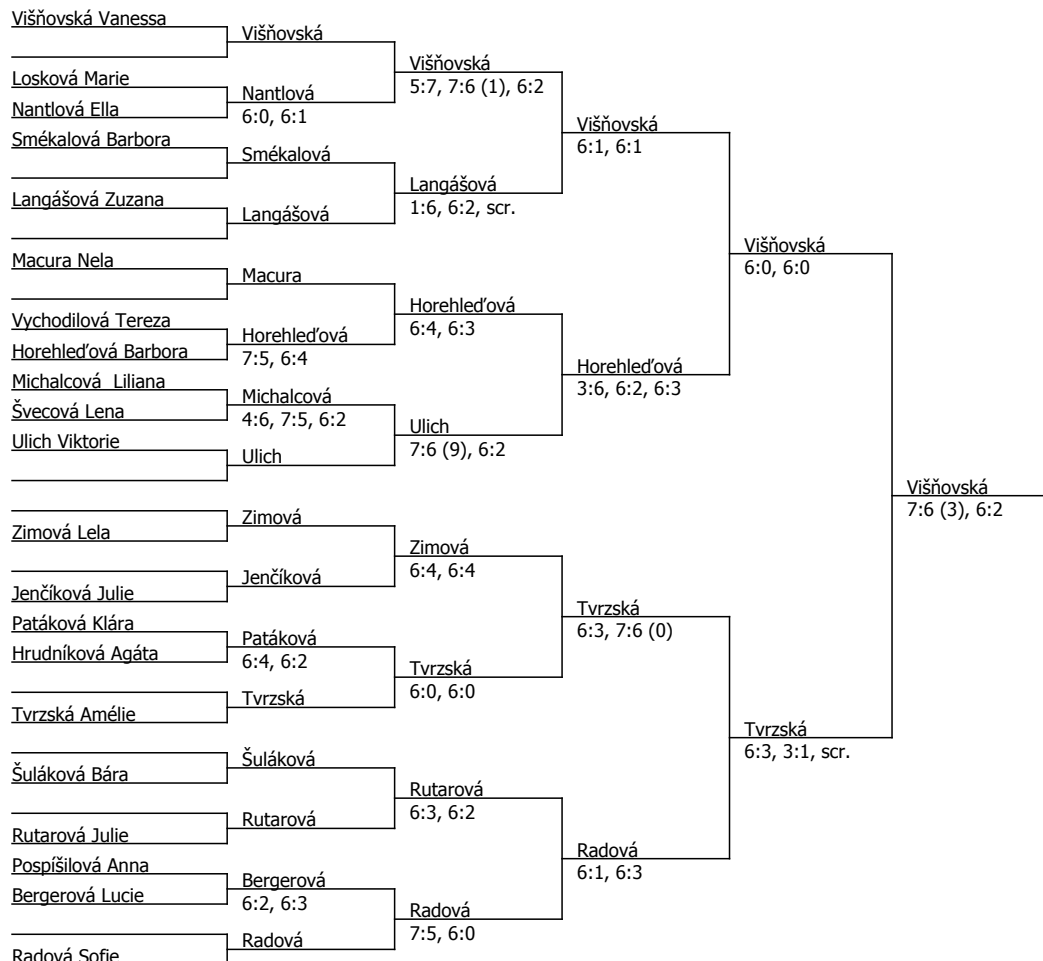 Višňovská Vanessa
Losková Marie
Nantlová Ella
Smékalová Barbora
Langášová Zuzana
Macura Nela
Vychodilová Tereza
Horehleďová Barbora
Michalcová  Liliana
Švecová Lena
Ulich Viktorie
Zimová Lela
Jenčíková Julie
Patáková Klára
Hrudníková Agáta
Tvrzská Amélie
Šuláková Bára
Rutarová Julie
Pospíšilová Anna
Bergerová Lucie
Radová Sofie
Višňovská
Nantlová
6:0, 6:1
Smékalová
Langášová
Macura
Horehleďová
7:5, 6:4
Michalcová
4:6, 7:5, 6:2
Ulich
Zimová
Jenčíková
Patáková
6:4, 6:2
Tvrzská
Šuláková
Rutarová
Bergerová
6:2, 6:3
Radová
Višňovská
5:7, 7:6 (1), 6:2
Langášová
1:6, 6:2, scr.
Horehleďová
6:4, 6:3
Ulich
7:6 (9), 6:2
Zimová
6:4, 6:4
Tvrzská
6:0, 6:0
Rutarová
6:3, 6:2
Radová
7:5, 6:0
Višňovská
6:1, 6:1
Horehleďová
3:6, 6:2, 6:3
Tvrzská
6:3, 7:6 (0)
Radová
6:1, 6:3
Višňovská
6:0, 6:0
Tvrzská
6:3, 3:1, scr.
Višňovská
7:6 (3), 6:2